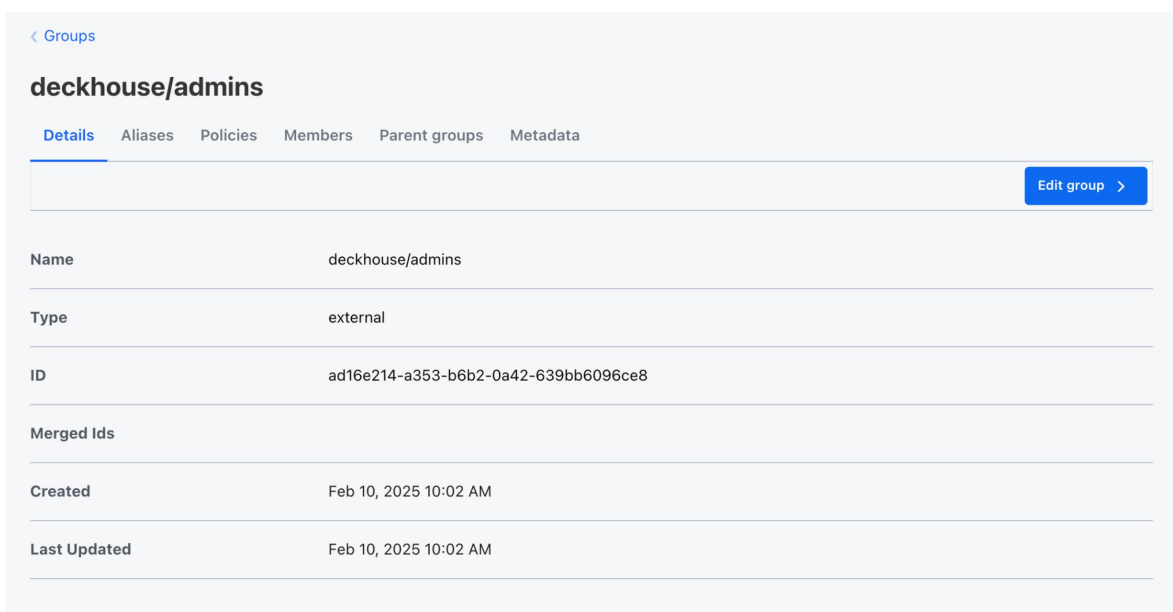 Groups
deckhouse/admins
Details Aliases Policies Members Parent groups Metadata
Edit group
Name deckhouse/admins
Type external
ID ad16e214-a353-b6b2-0a42-639bb6096ce8
Merged Ids
Created Feb 10, 2025 10:02 AM
Last Updated Feb 10, 2025 10:02 AM